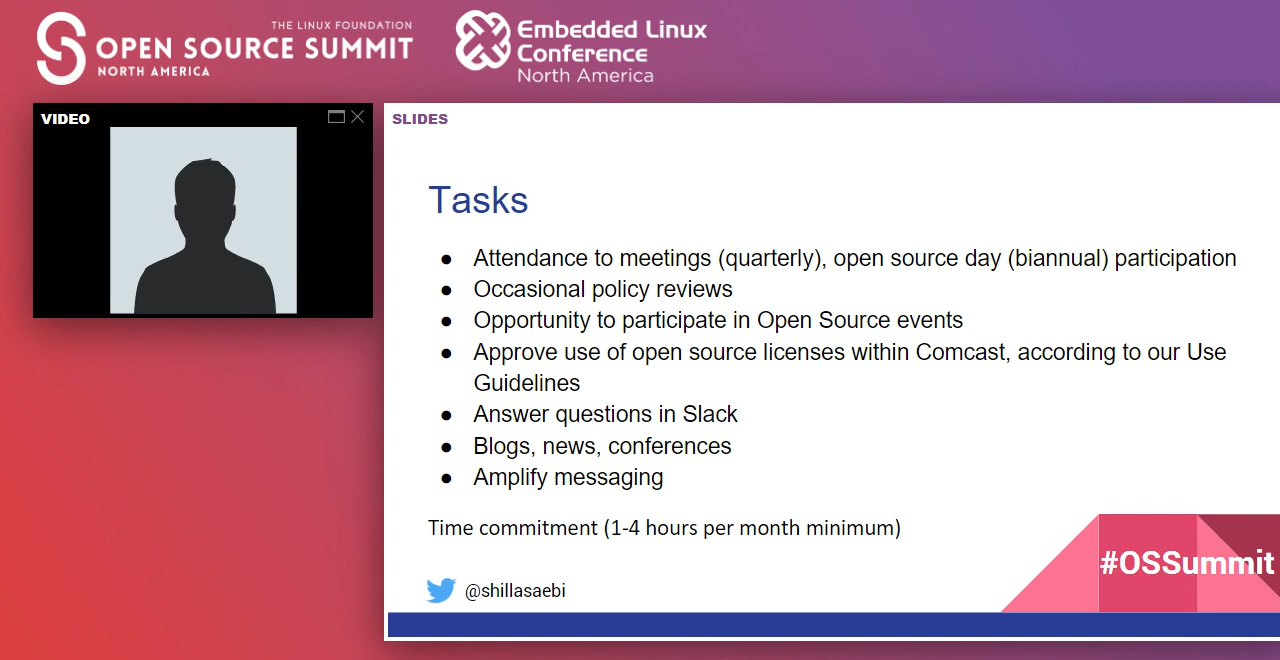 THE LINUX FOUNDATION
OPEN SOURCE SUMMIT
NORTH AMERICA
Embedded Linux
Conference
North America
VIDEO
SLIDES
Tasks
● Attendance to meetings (quarterly), open source day (biannual) participation
● Occasional policy reviews
● Opportunity to participate in Open Source events
● Approve use of open source licenses within Comcast, according to our Use
Guidelines
● Answer questions in Slack
● Blogs, news, conferences
● Amplify messaging
Time commitment (1-4 hours per month minimum)
#OSSummit
@shillasaebi